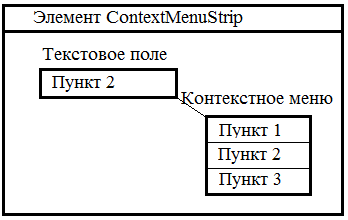 Элемент ContextMenuStrip
Текстовое поле
Пункт 2
Контекстное меню
Пункт 1
Пункт 2
Пункт 3